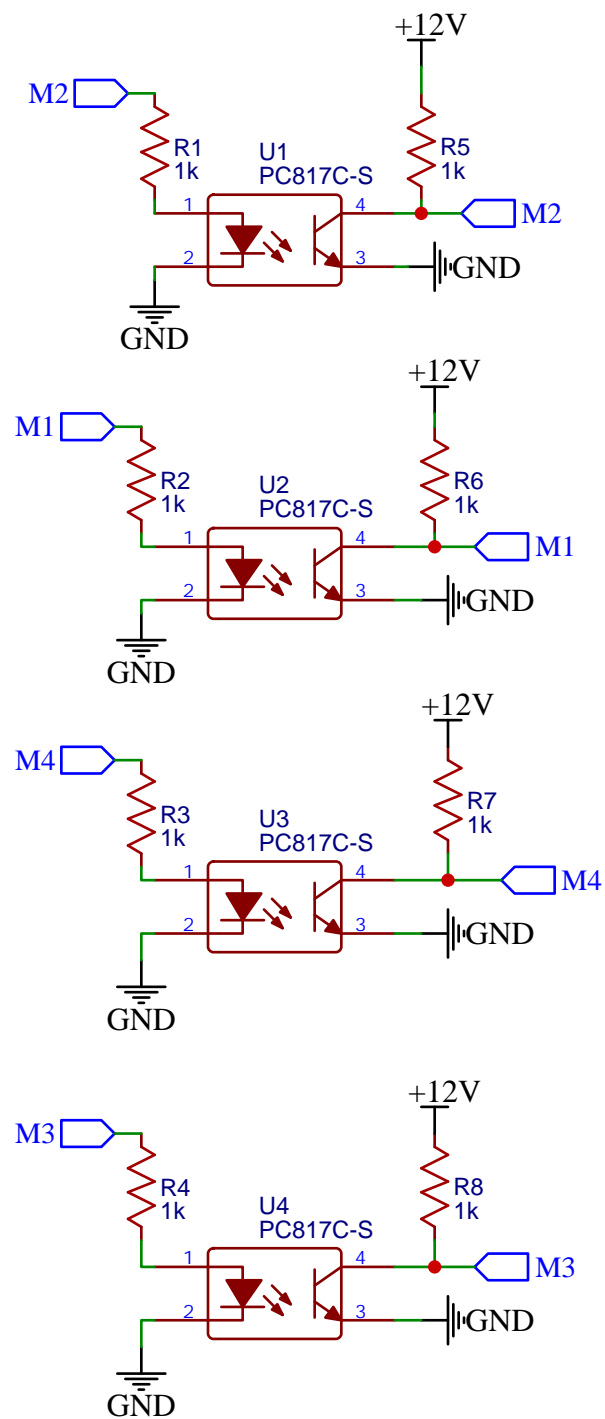 +12V
M2
R1
1k
U1
PC817C-S
R5
1k
1
4
M2
2
3
GND
GND
+12V
M1
R2
1k
U2
PC817C-S
R6
1k
1
4
M1
2
3
GND
GND
+12V
M4
R3
1k
U3
PC817C-S
R7
1k
1
4
M4
2
3
GND
GND
+12V
M3
R4
1k
U4
PC817C-S
R8
1k
1
4
M3
2
3
GND
GND